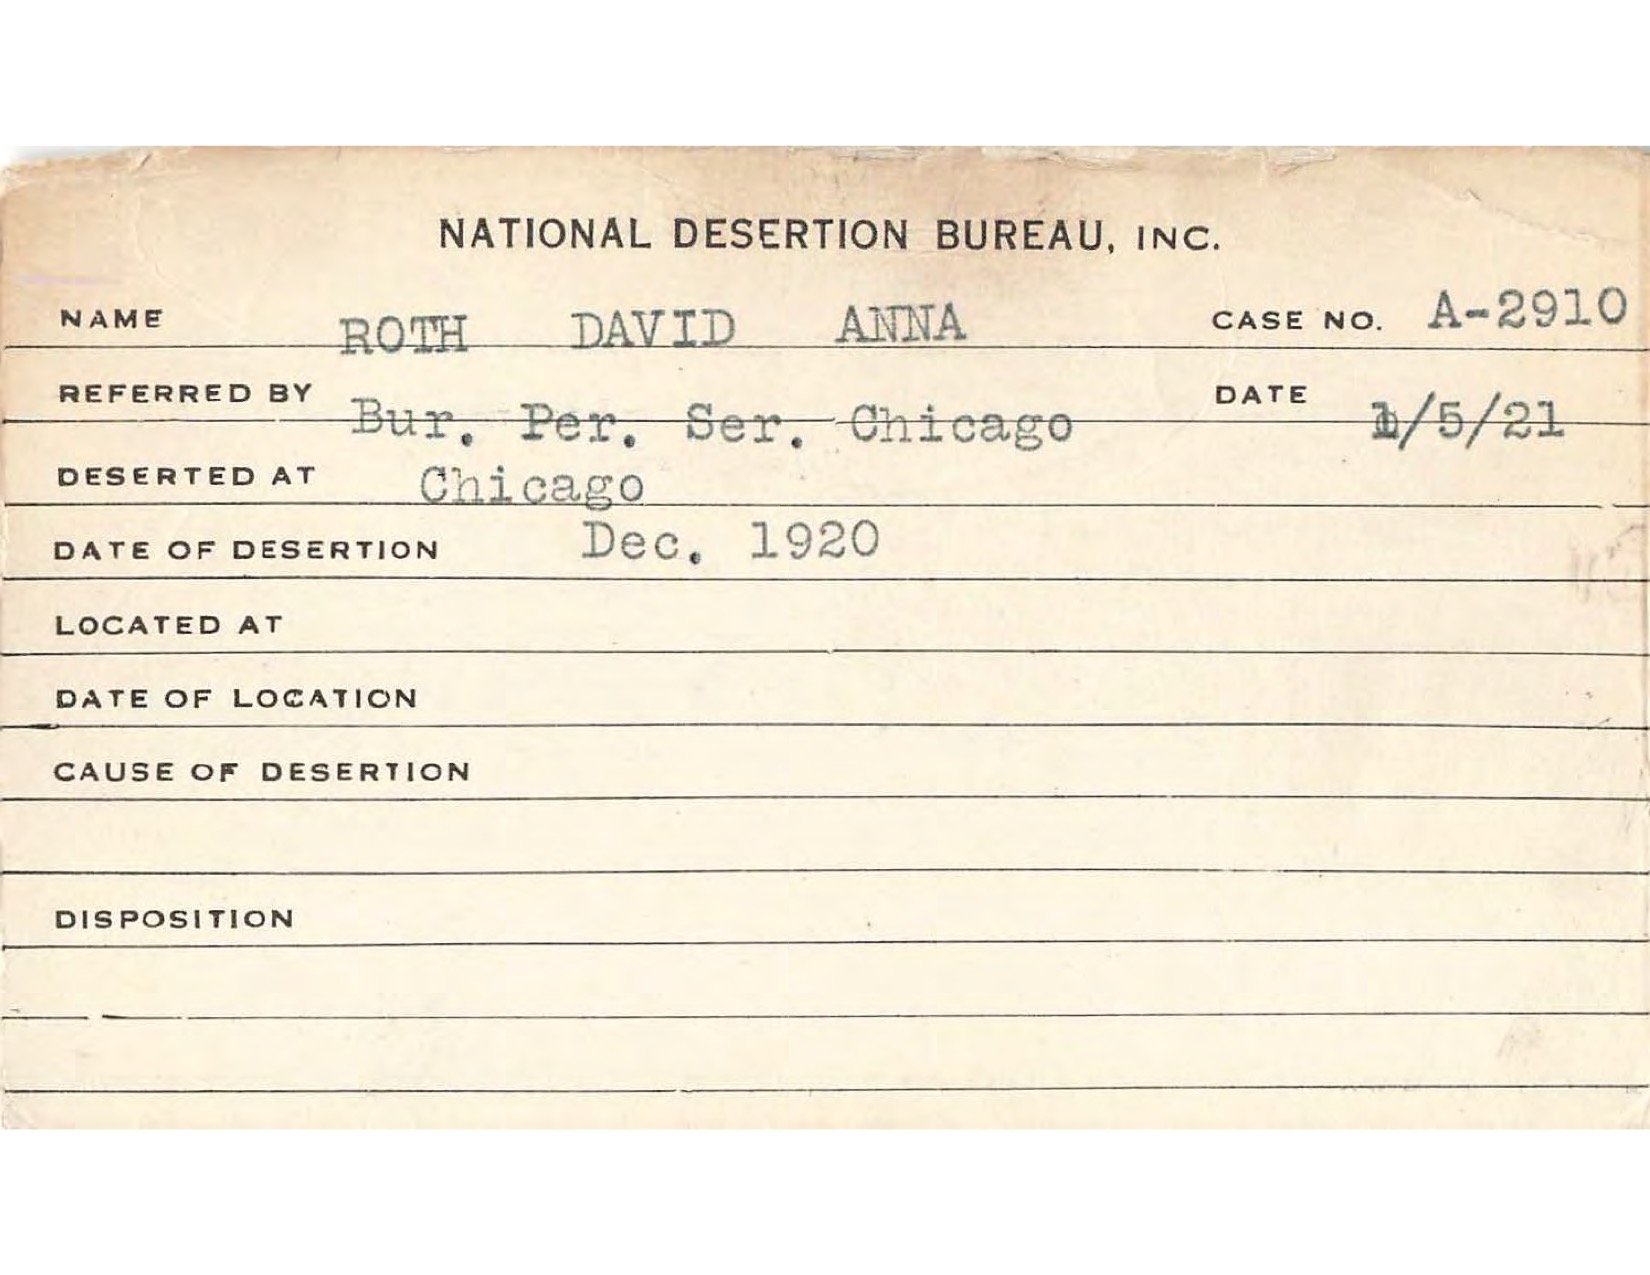 NATIONAL DESERTION BUREAU, INC.
NAME ROTH DAVID ANNA CASE NO. A-2910
REFERRED BY Bur. Per. Ser. Chicago DATE 1/5/21
DESERTED AT Chicago
DATE OF DESERTION Dec. 1920
LOCATED AT
DATE OF LOCATION
CAUSE OF DESERTION
DISPOSITION